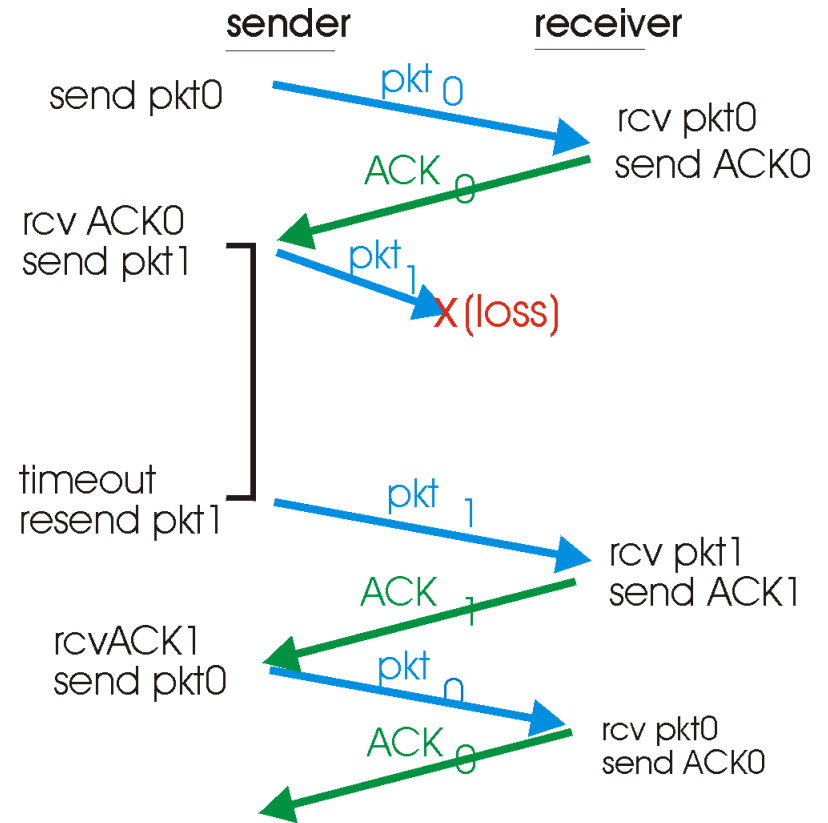 sender
receiver
send pkt0
pkt 0
rcv pkt0
send ACK0
ACK 0
rcv ACK0
send pkt1
pkt 1
X (loss)
timeout
resend pkt1
pkt 1
rcv pkt1
send ACK1
ACK 1
rcvACK1
send pkt0
pkt 0
rcv pkt0
send ACK0
ACK 0